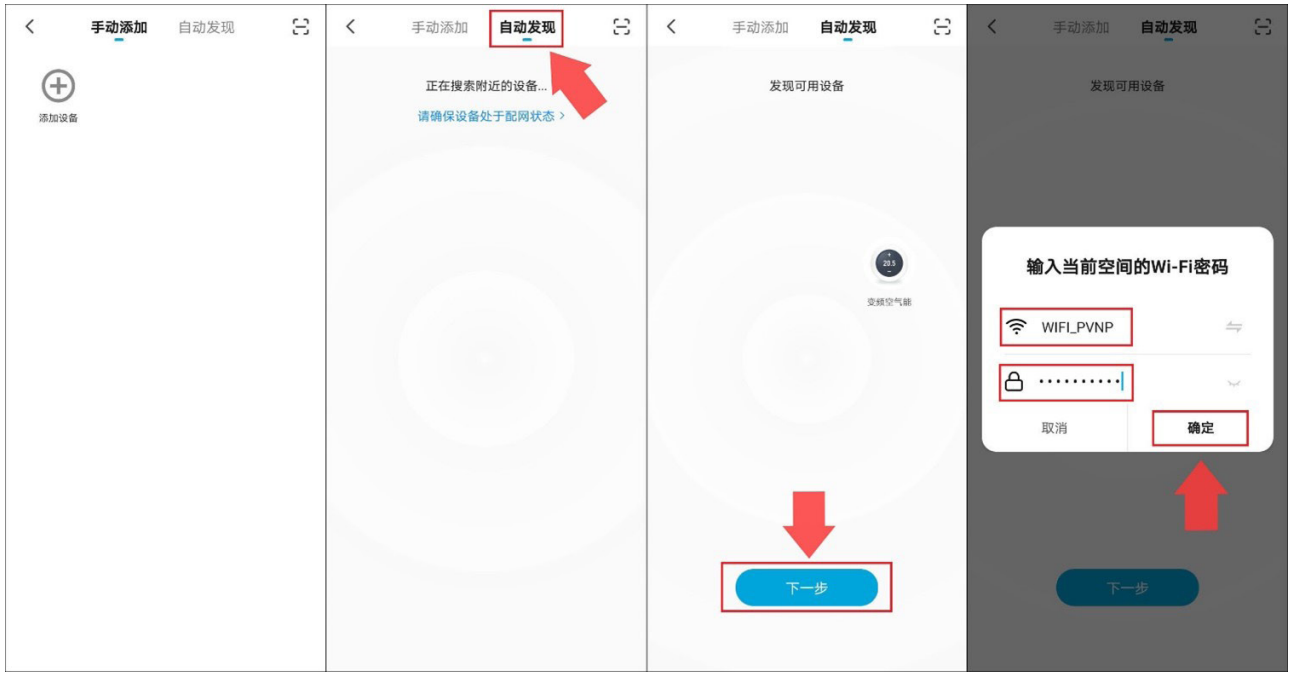 手动添加 自动发现
添加设备
手动添加 自动发现
正在搜索附近的设备...
请确保设备处于配网状态 >
手动添加 自动发现
发现可用设备
20.5
变频空气能
下一步
手动添加 自动发现
发现可用设备
输入当前空间的Wi-Fi密码
WIFI_PVNP
取消 确定
下一步